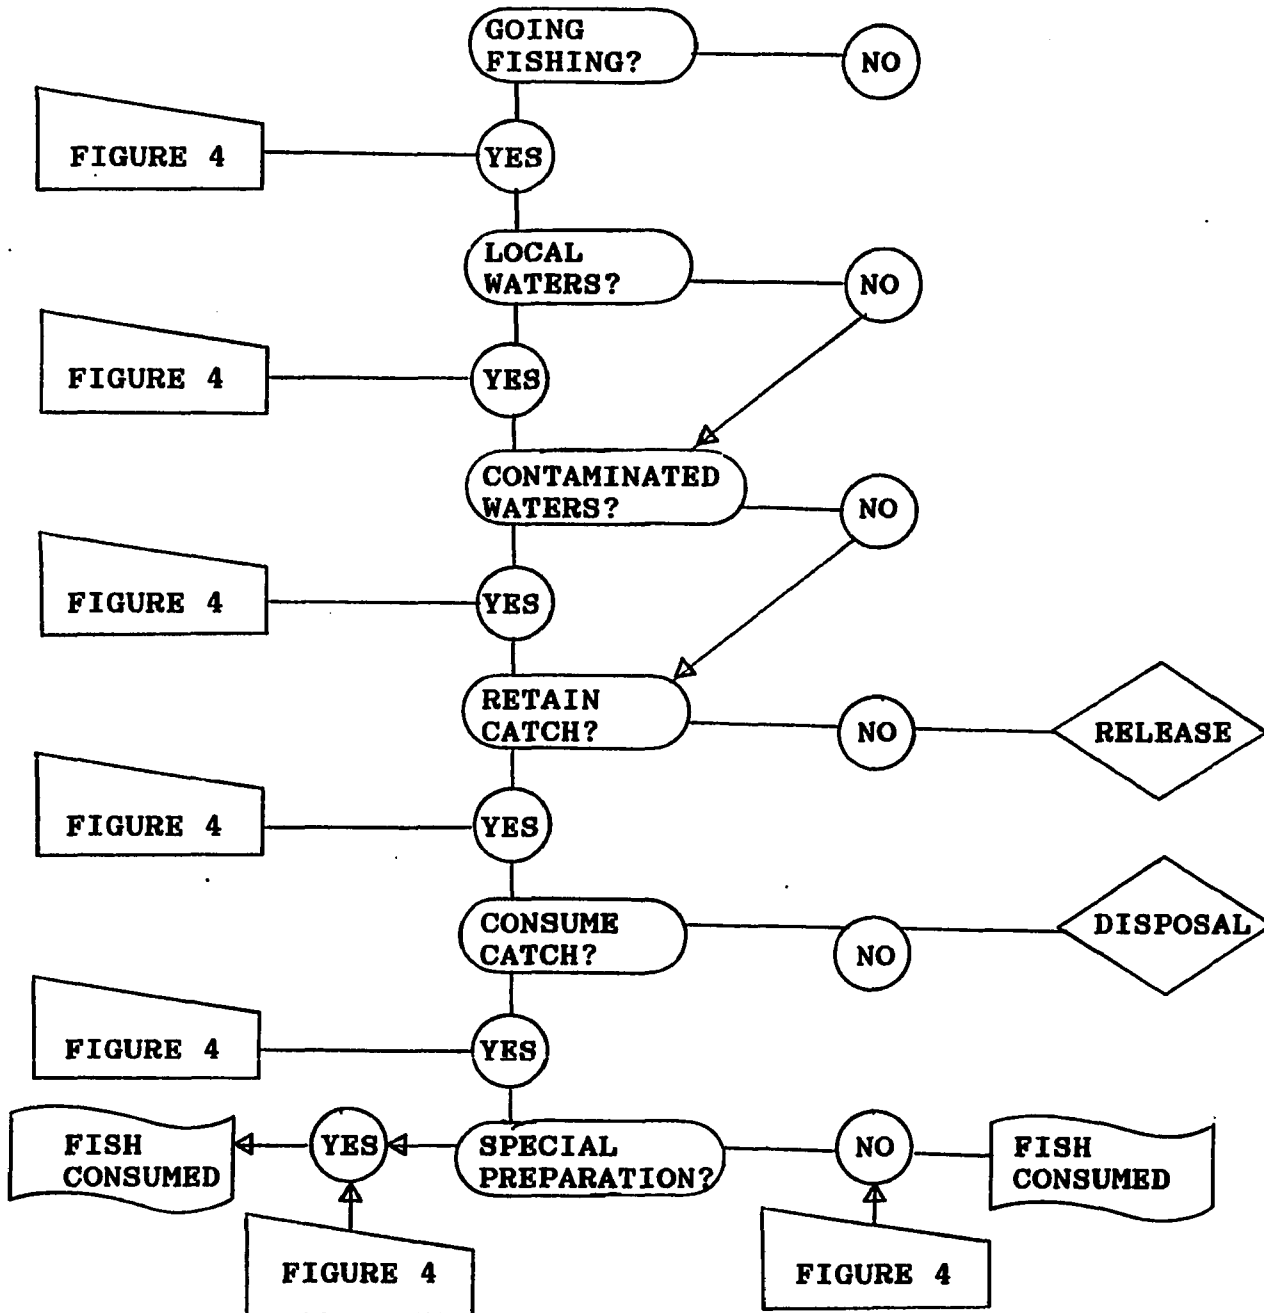 GOING
FISHING?
NO
FIGURE 4
YES
LOCAL
WATERS?
NO
FIGURE 4
YES
CONTAMINATED
WATERS?
NO
FIGURE 4
YES
RETAIN
CATCH?
NO
RELEASE
FIGURE 4
YES
CONSUME
CATCH?
NO
DISPOSAL
FIGURE 4
YES
FISH
CONSUMED
YES
SPECIAL
PREPARATION?
NO
FISH
CONSUMED
FIGURE 4
FIGURE 4